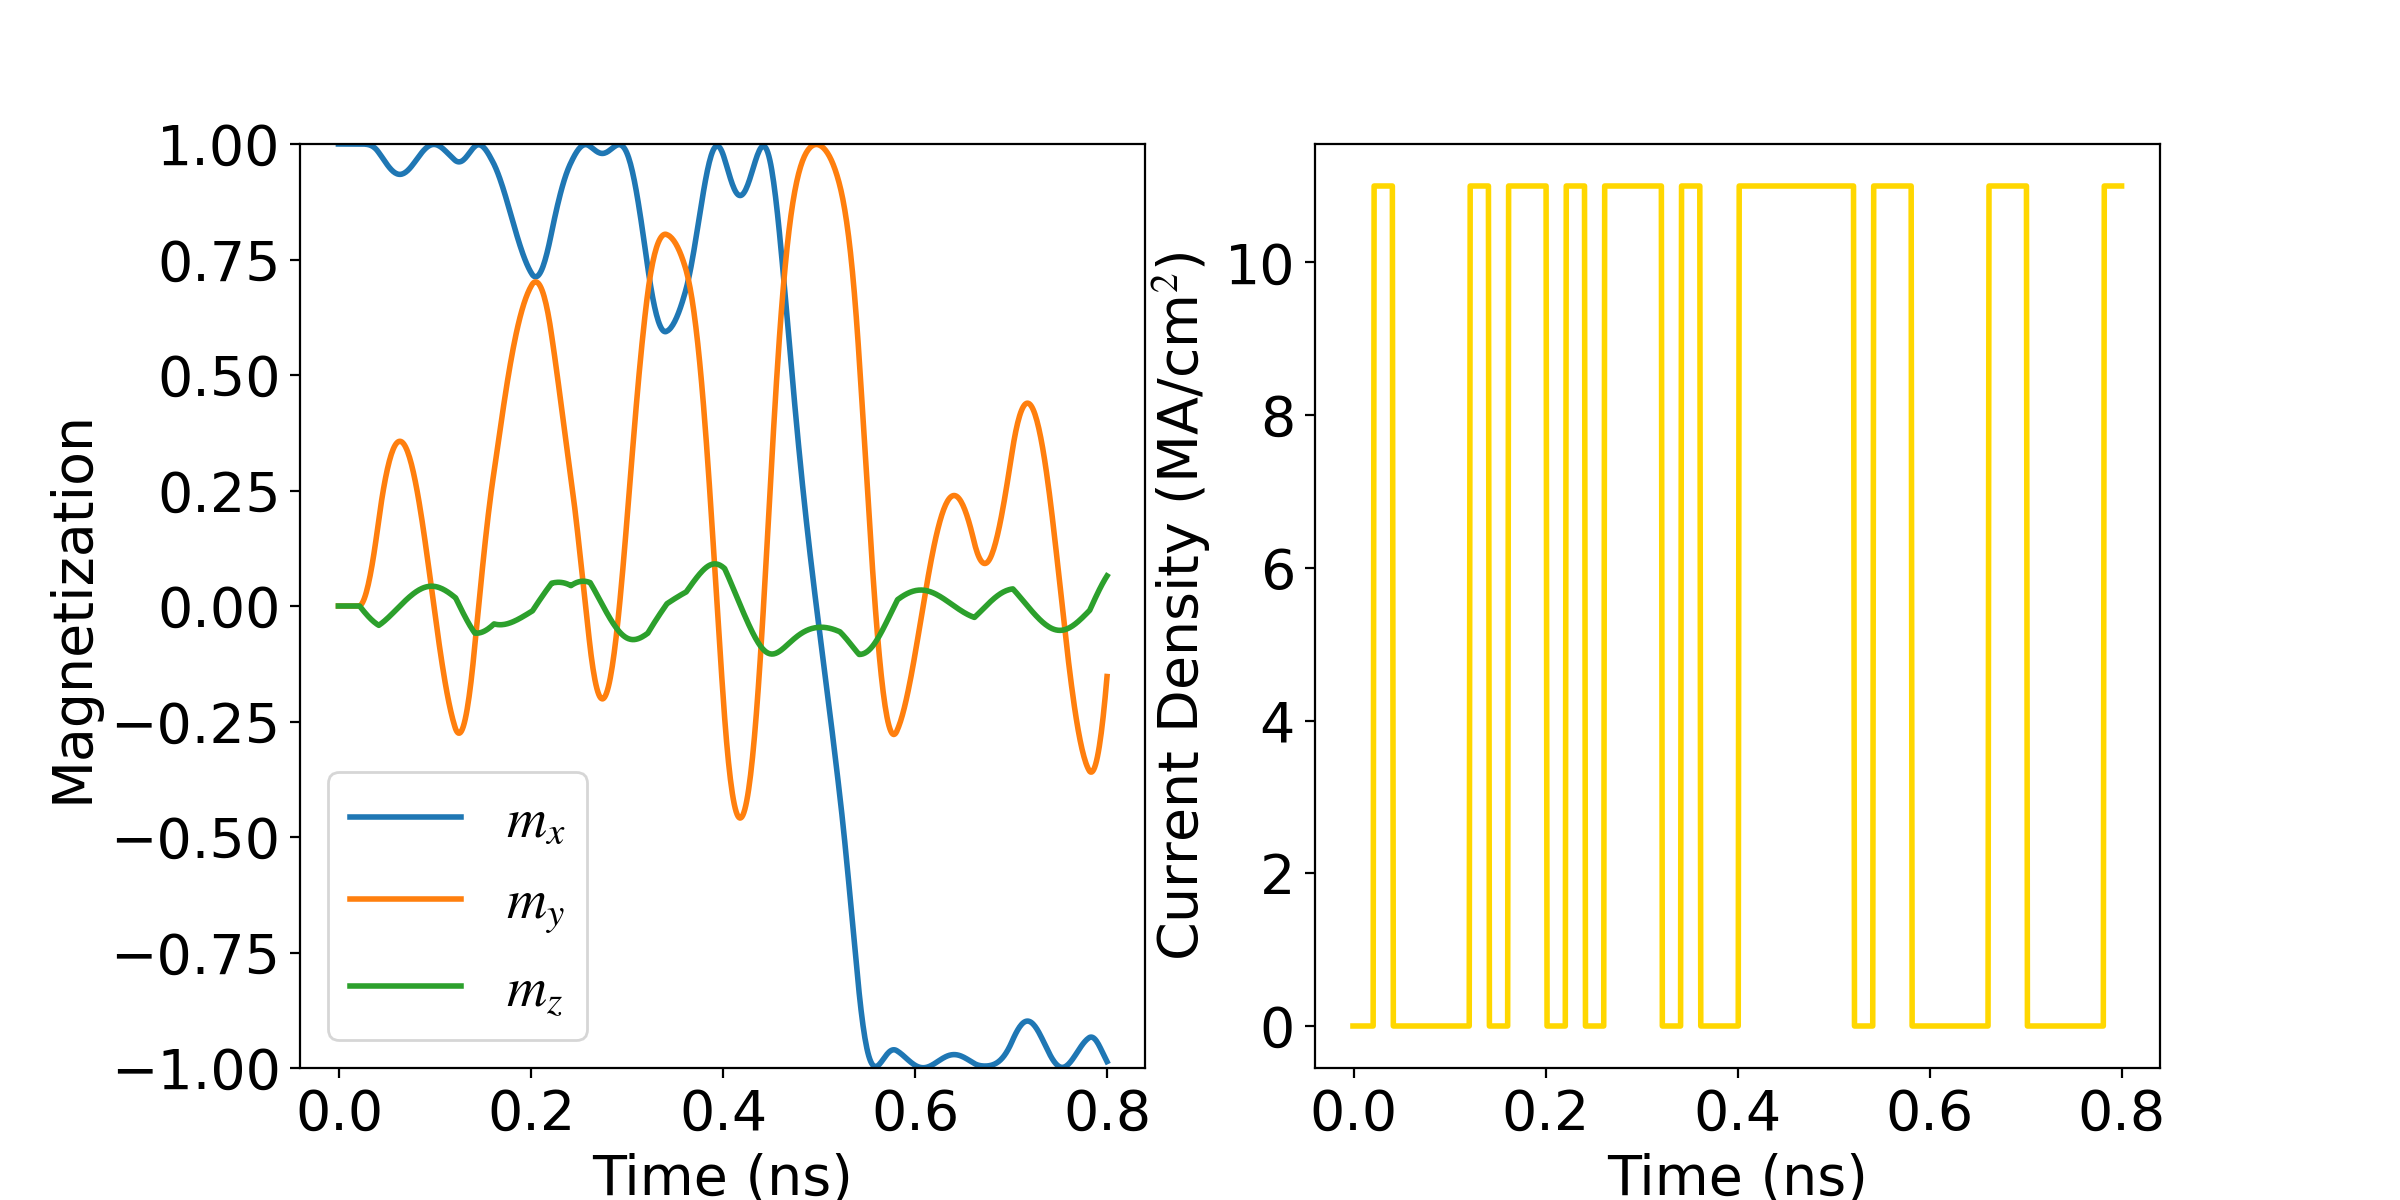 1.00
0.75
0.50
0.25
0.00
−0.25
−0.50
−0.75
−1.00
Magnetization
m_x
m_y
m_z
0.0 0.2 0.4 0.6 0.8
Time (ns)
10
8
6
4
2
0
Current Density (MA/cm²)
0.0 0.2 0.4 0.6 0.8
Time (ns)